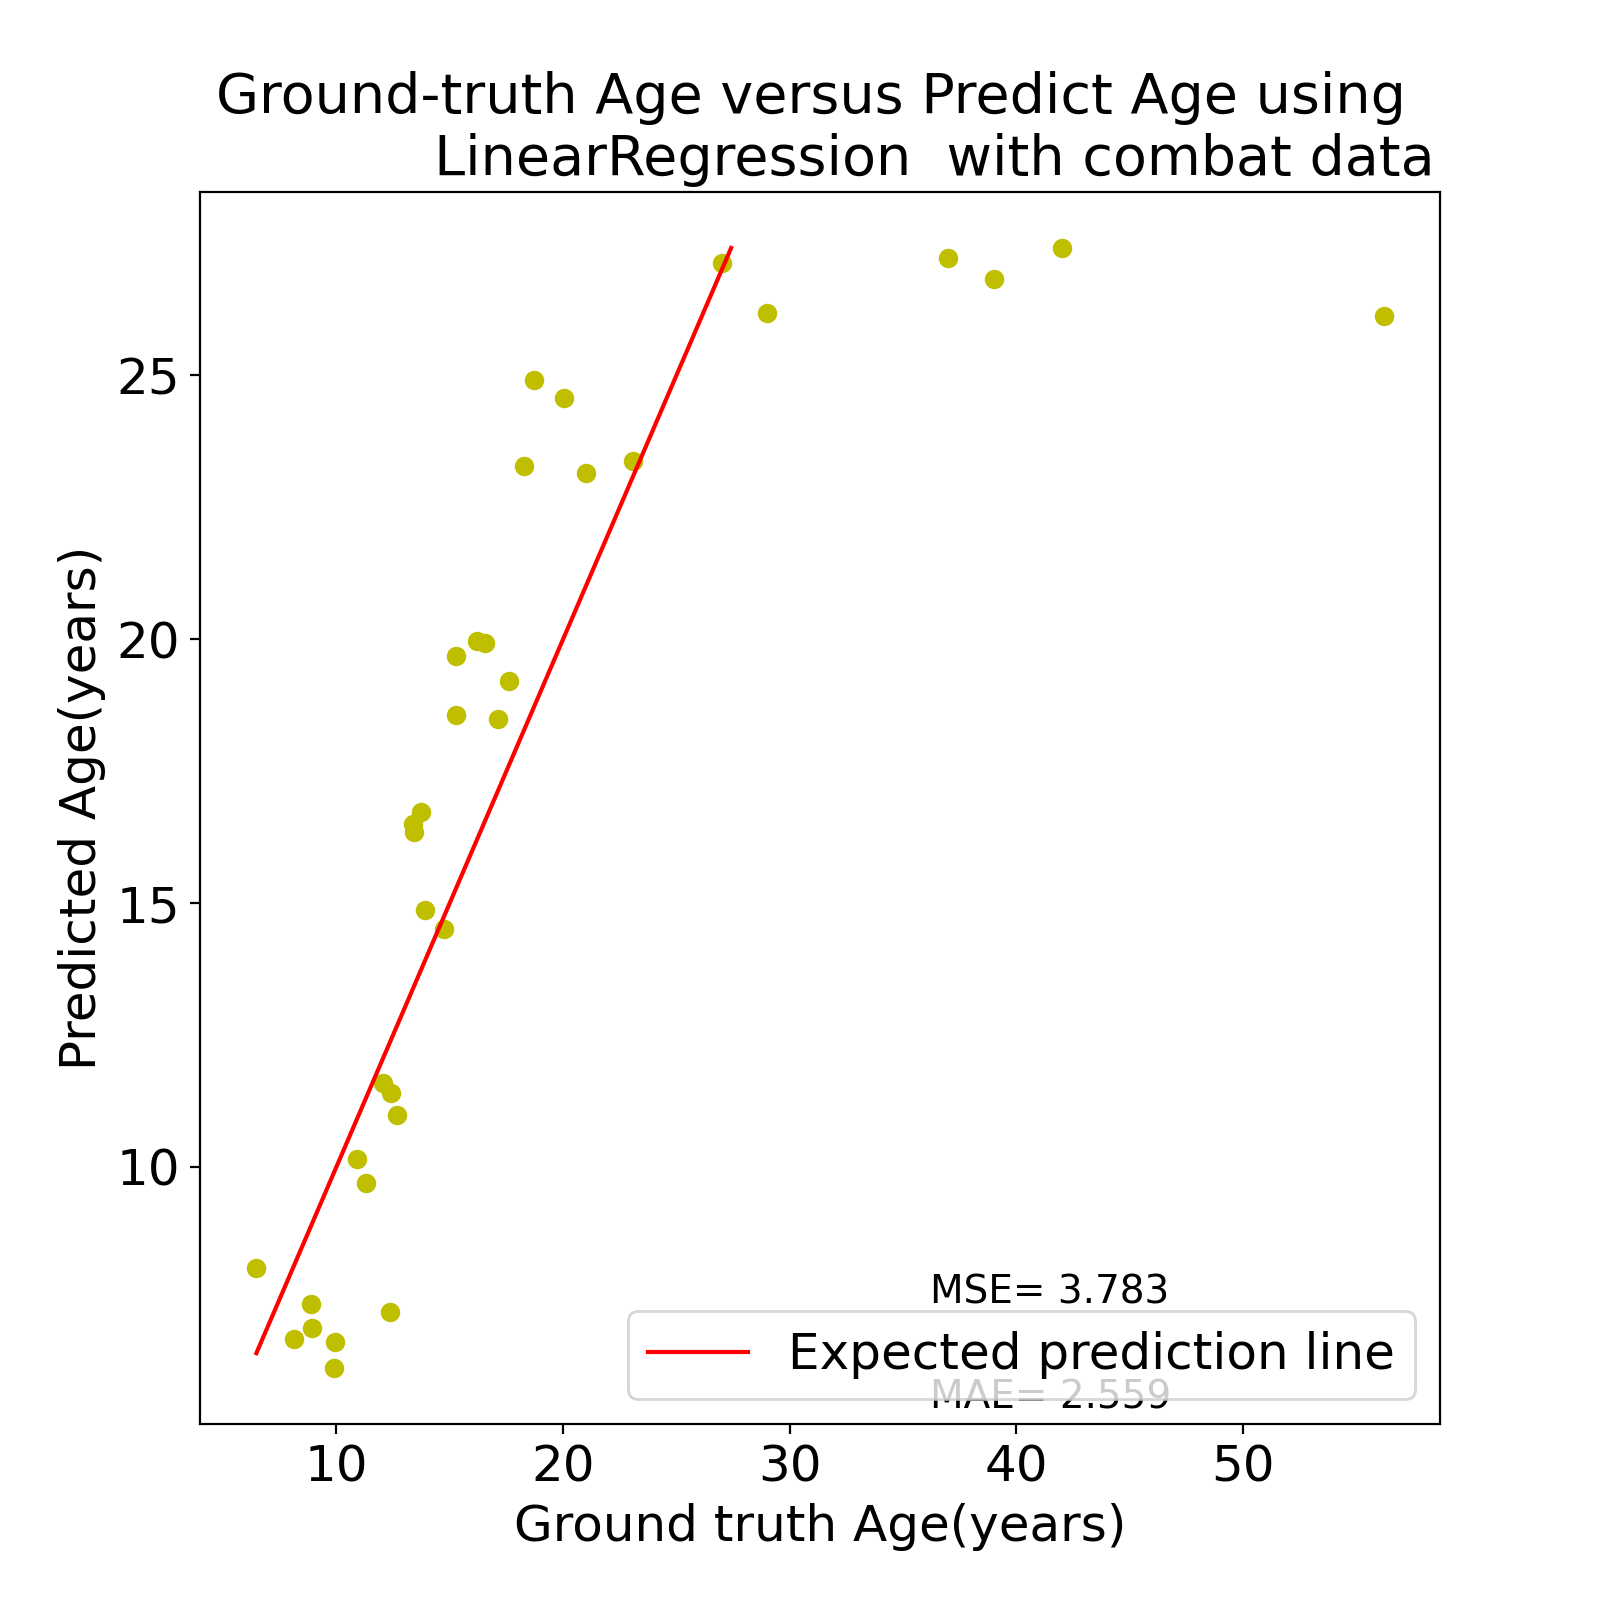 Ground-truth Age versus Predict Age using
LinearRegression  with combat data
Predicted Age(years)
25
20
15
10
MSE= 3.783
Expected prediction line
MAE= 2.559
10 20 30 40 50
Ground truth Age(years)